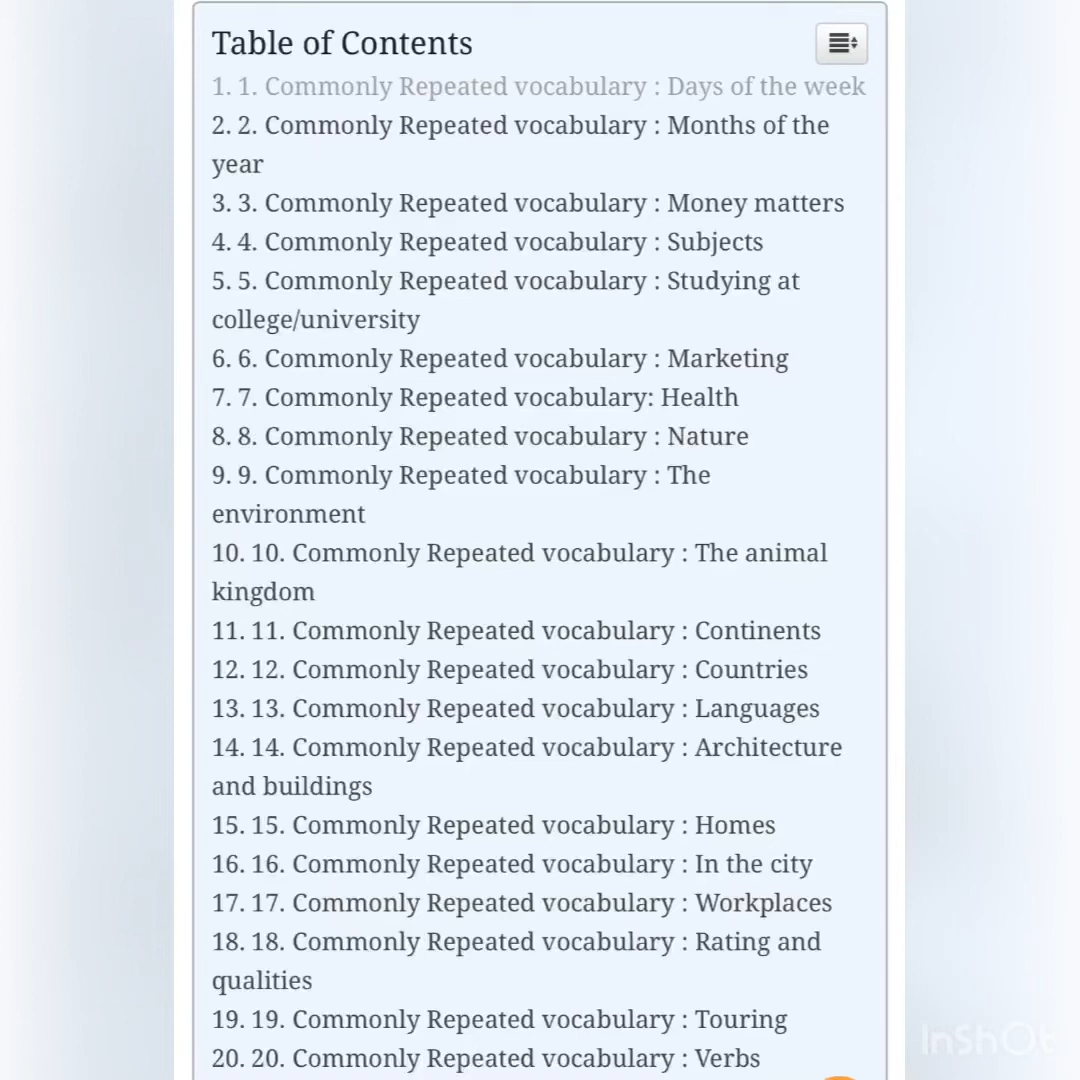 Table of Contents
1. 1. Commonly Repeated vocabulary : Days of the week
2. 2. Commonly Repeated vocabulary : Months of the
year
3. 3. Commonly Repeated vocabulary : Money matters
4. 4. Commonly Repeated vocabulary : Subjects
5. 5. Commonly Repeated vocabulary : Studying at
college/university
6. 6. Commonly Repeated vocabulary : Marketing
7. 7. Commonly Repeated vocabulary: Health
8. 8. Commonly Repeated vocabulary : Nature
9. 9. Commonly Repeated vocabulary : The
environment
10. 10. Commonly Repeated vocabulary : The animal
kingdom
11. 11. Commonly Repeated vocabulary : Continents
12. 12. Commonly Repeated vocabulary : Countries
13. 13. Commonly Repeated vocabulary : Languages
14. 14. Commonly Repeated vocabulary : Architecture
and buildings
15. 15. Commonly Repeated vocabulary : Homes
16. 16. Commonly Repeated vocabulary : In the city
17. 17. Commonly Repeated vocabulary : Workplaces
18. 18. Commonly Repeated vocabulary : Rating and
qualities
19. 19. Commonly Repeated vocabulary : Touring
20. 20. Commonly Repeated vocabulary : Verbs
InShOt